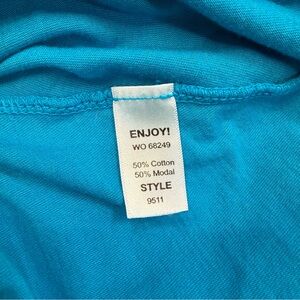 ENJOY!
WO 68249
50% Cotton
50% Modal
STYLE
9511